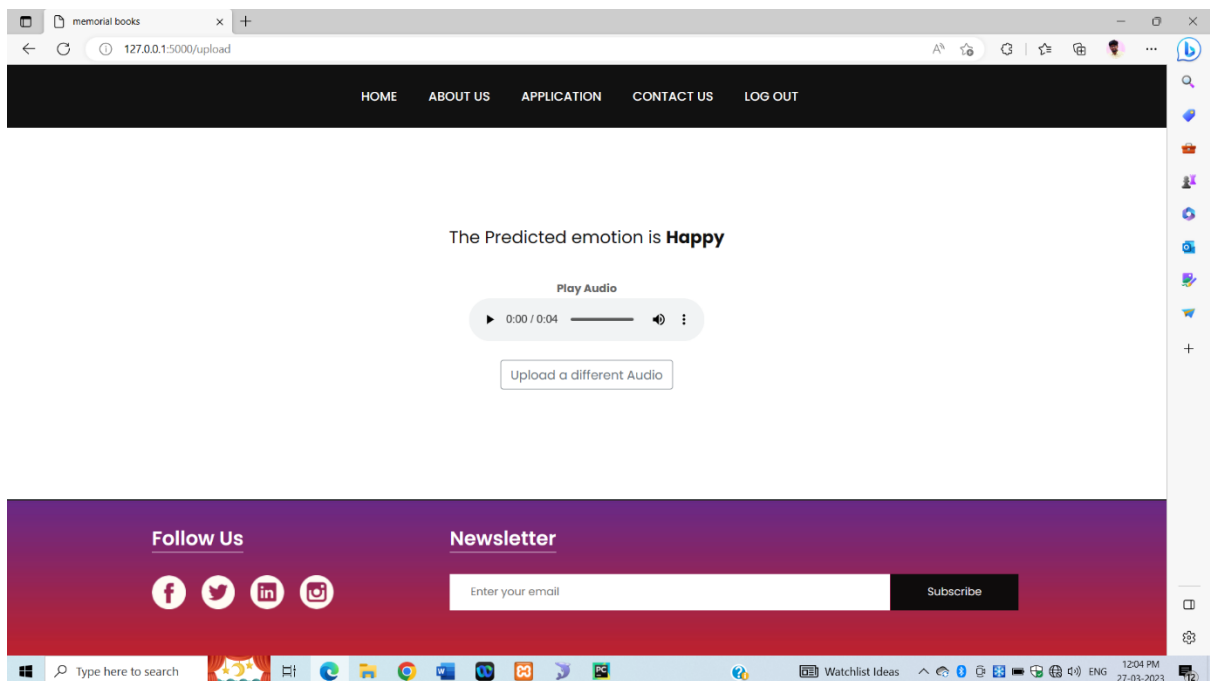 memorial books
127.0.0.1:5000/upload
HOME ABOUT US APPLICATION CONTACT US LOG OUT
The Predicted emotion is Happy
Play Audio
0:00 / 0:04
Upload a different Audio
Follow Us Newsletter
Enter your email Subscribe
Type here to search Watchlist Ideas ENG 12:04 PM
27-03-2023